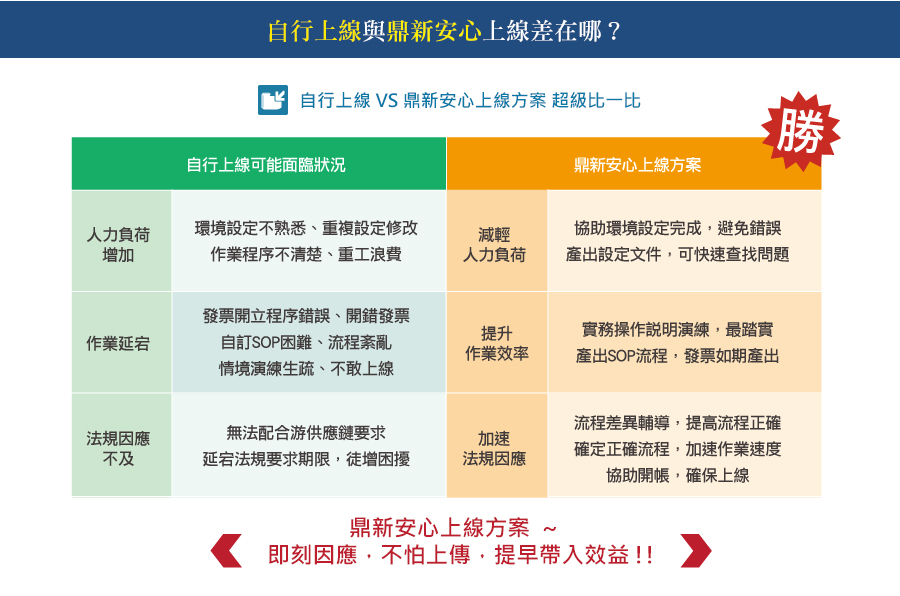 自行上線與鼎新安心上線差在哪？
自行上線 VS 鼎新安心上線方案 超級比一比
勝
自行上線可能面臨狀況
鼎新安心上線方案
人力負荷
增加
環境設定不熟悉、重複設定修改
作業程序不清楚、重工浪費
減輕
人力負荷
協助環境設定完成，避免錯誤
產出設定文件，可快速查找問題
作業延宕
發票開立程序錯誤、開錯發票
自訂SOP困難、流程紊亂
情境演練生疏、不敢上線
提升
作業效率
實務操作說明演練，最踏實
產出SOP流程，發票如期產出
法規因應
不及
無法配合游供應鏈要求
延宕法規要求期限，徒增困擾
加速
法規因應
流程差異輔導，提高流程正確
確定正確流程，加速作業速度
協助開帳，確保上線
鼎新安心上線方案 ～
即刻因應，不怕上傳，提早帶入效益!!